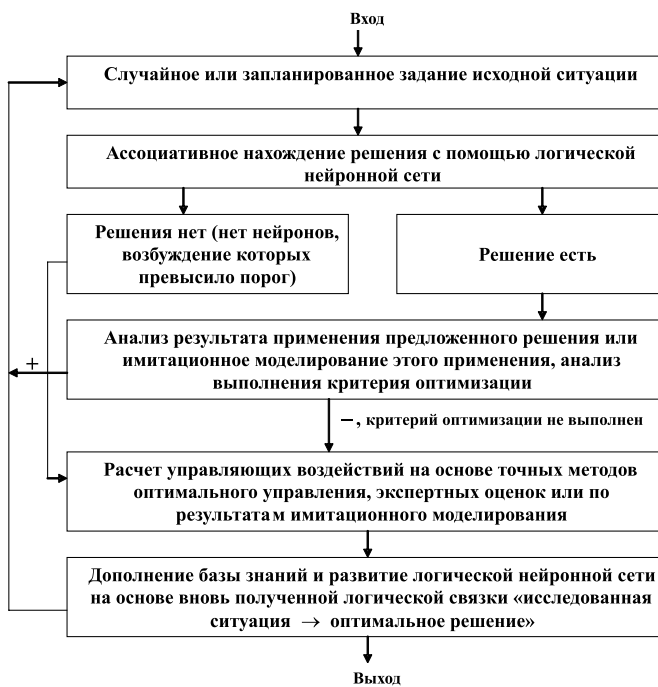 Вход
Случайное или запланированное задание исходной ситуации
Ассоциативное нахождение решения с помощью логической
нейронной сети
Решения нет (нет нейронов,
возбуждение которых
превысило порог)
Решение есть
Анализ результата применения предложенного решения или
имитационное моделирование этого применения, анализ
выполнения критерия оптимизации
+
–, критерий оптимизации не выполнен
Расчет управляющих воздействий на основе точных методов
оптимального управления, экспертных оценок или по
результатам имитационного моделирования
Дополнение базы знаний и развитие логической нейронной сети
на основе вновь полученной логической связки «исследованная
ситуация → оптимальное решение»
Выход